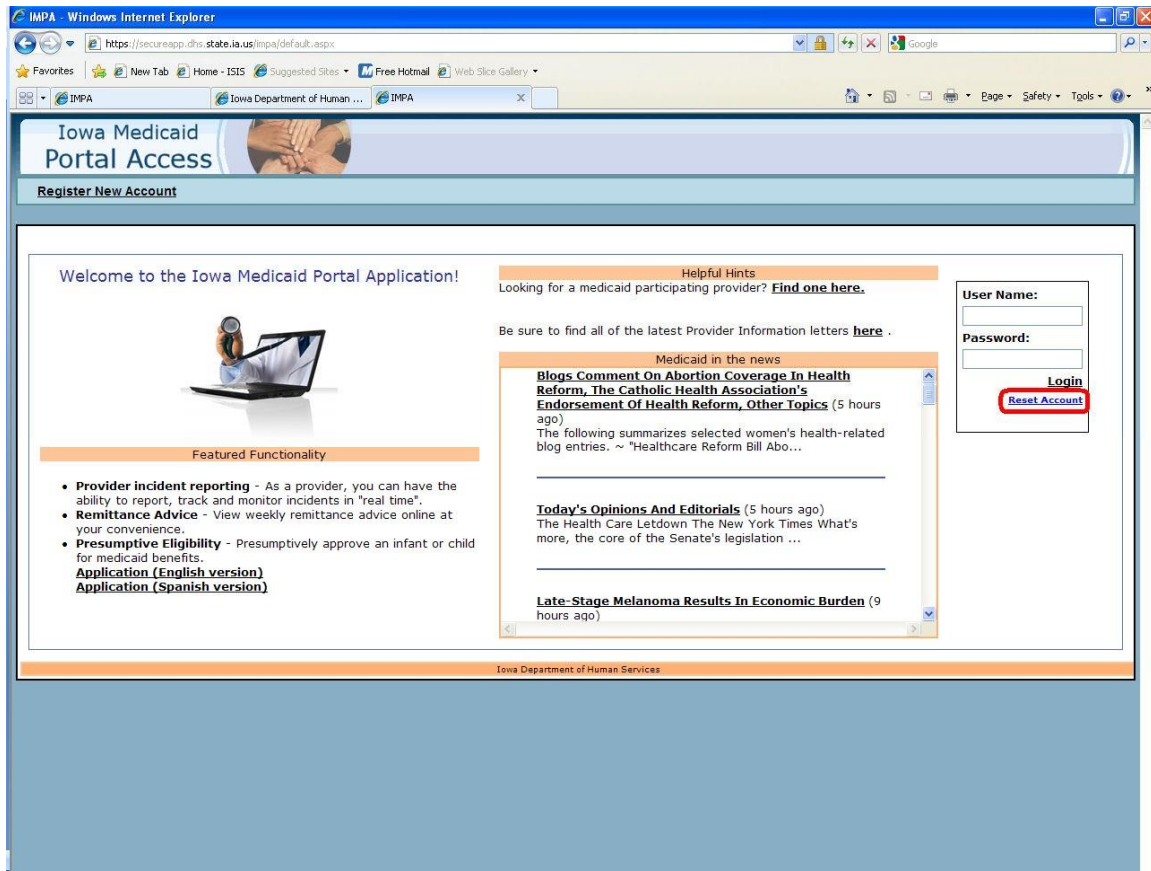 IMPA - Windows Internet Explorer
https://secureapp.dhs.state.ia.us/impa/default.aspx
Google
Favorites
New Tab
Home - ISIS
Suggested Sites
Free Hotmail
Web Slice Gallery
IMPA
Iowa Department of Human ...
IMPA
Page
Safety
Tools
Iowa Medicaid
Portal Access
Register New Account
Welcome to the Iowa Medicaid Portal Application!
Featured Functionality
Provider incident reporting - As a provider, you can have the
ability to report, track and monitor incidents in "real time".
Remittance Advice - View weekly remittance advice online at
your convenience.
Presumptive Eligibility - Presumptively approve an infant or child
for medicaid benefits.
Application (English version)
Application (Spanish version)
Helpful Hints
Looking for a medicaid participating provider? Find one here.
Be sure to find all of the latest Provider Information letters here .
Medicaid in the news
Blogs Comment On Abortion Coverage In Health
Reform, The Catholic Health Association's
Endorsement Of Health Reform, Other Topics (5 hours
ago)
The following summarizes selected women's health-related
blog entries. ~ "Healthcare Reform Bill Abo...
Today's Opinions And Editorials (5 hours ago)
The Health Care Letdown The New York Times What's
more, the core of the Senate's legislation ...
Late-Stage Melanoma Results In Economic Burden (9
hours ago)
User Name:
Password:
Login
Reset Account
Iowa Department of Human Services